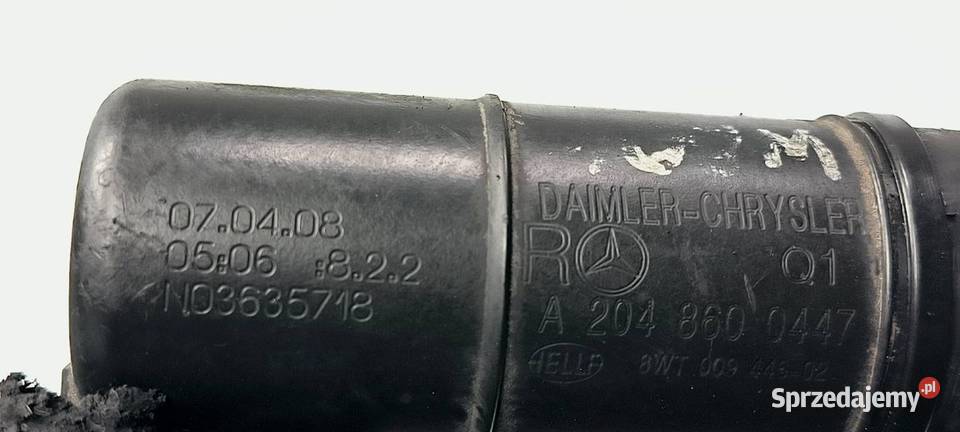 07.04.08
05:06 :8.2.2
N03635718
DAIMLER-CHRYSLER
R Q1
A 204 860 0447
HELLA 8WT 009 449-02
Sprzedajemy.pl